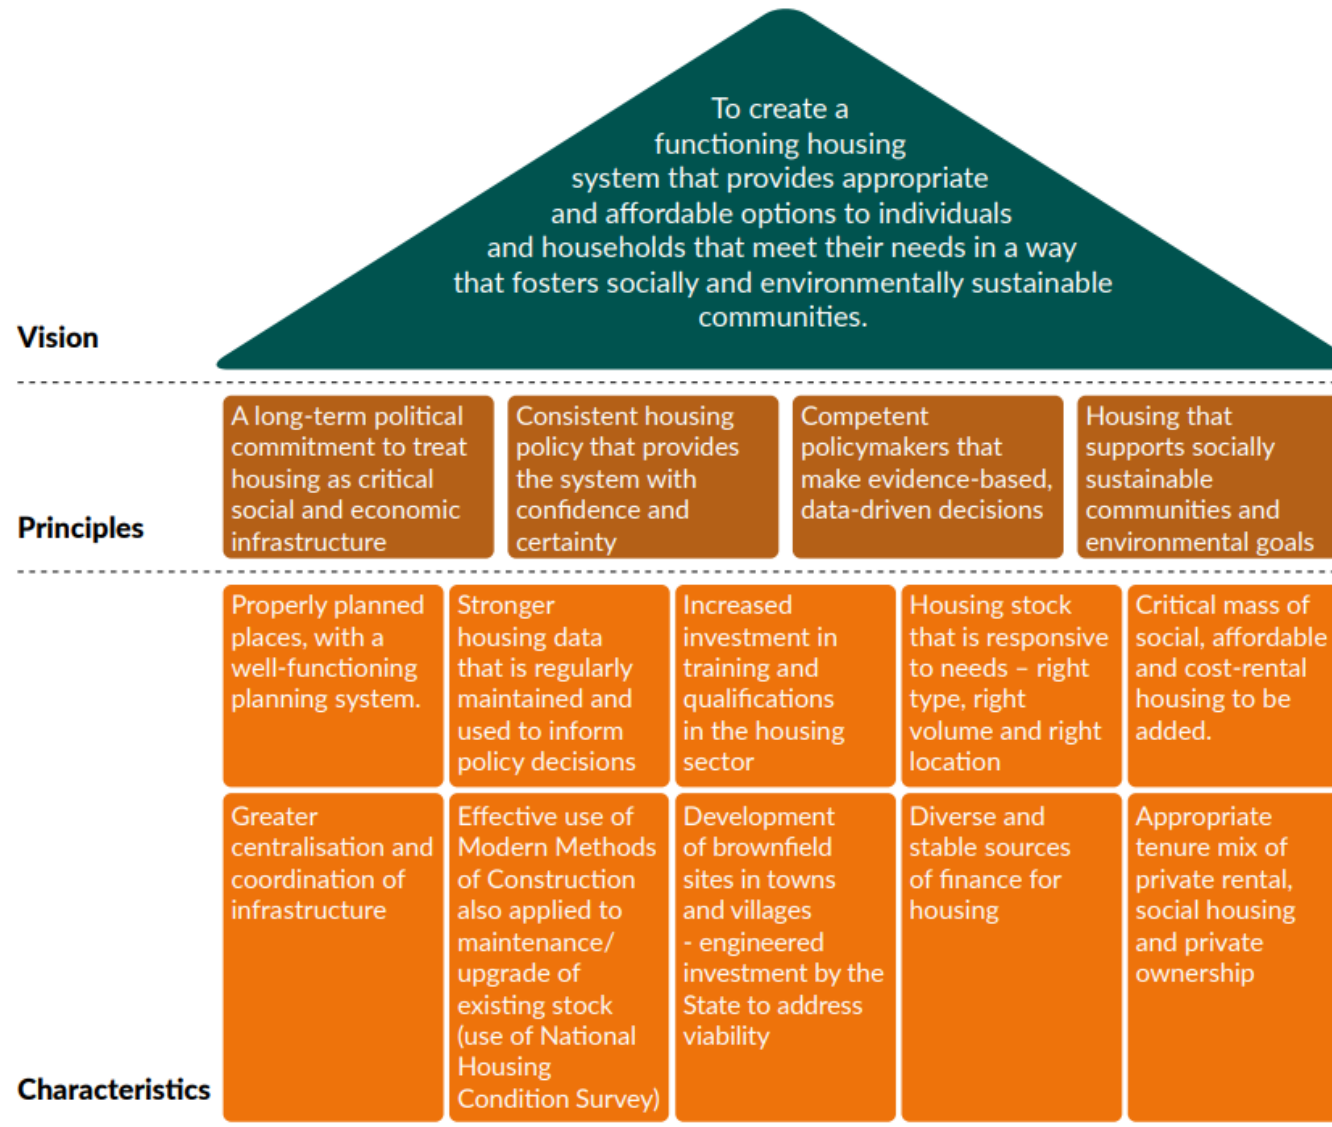 To create a
functioning housing
system that provides appropriate
and affordable options to individuals
and households that meet their needs in a way
that fosters socially and environmentally sustainable
communities.
Vision
A long-term political
commitment to treat
housing as critical
social and economic
infrastructure
Consistent housing
policy that provides
the system with
confidence and
certainty
Competent
policymakers that
make evidence-based,
data-driven decisions
Housing that
supports socially
sustainable
communities and
environmental goals
Principles
Properly planned
places, with a
well-functioning
planning system.
Stronger
housing data
that is regularly
maintained and
used to inform
policy decisions
Increased
investment in
training and
qualifications
in the housing
sector
Housing stock
that is responsive
to needs – right
type, right
volume and right
location
Critical mass of
social, affordable
and cost-rental
housing to be
added.
Greater
centralisation and
coordination of
infrastructure
Effective use of
Modern Methods
of Construction
also applied to
maintenance/
upgrade of
existing stock
(use of National
Housing
Condition Survey)
Development
of brownfield
sites in towns
and villages
- engineered
investment by the
State to address
viability
Diverse and
stable sources
of finance for
housing
Appropriate
tenure mix of
private rental,
social housing
and private
ownership
Characteristics